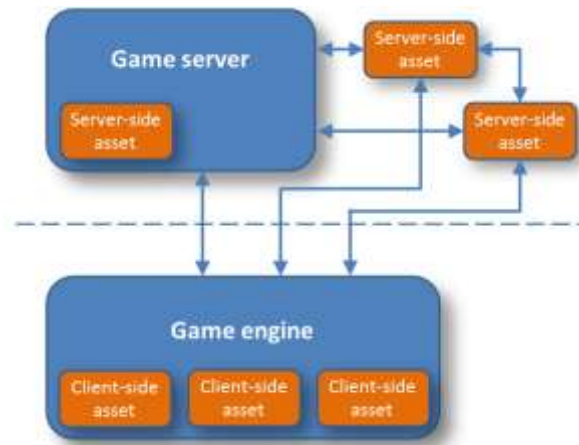 Game server
Server-side
asset
Server-side
asset
Server-side
asset
Game engine
Client-side
asset
Client-side
asset
Client-side
asset